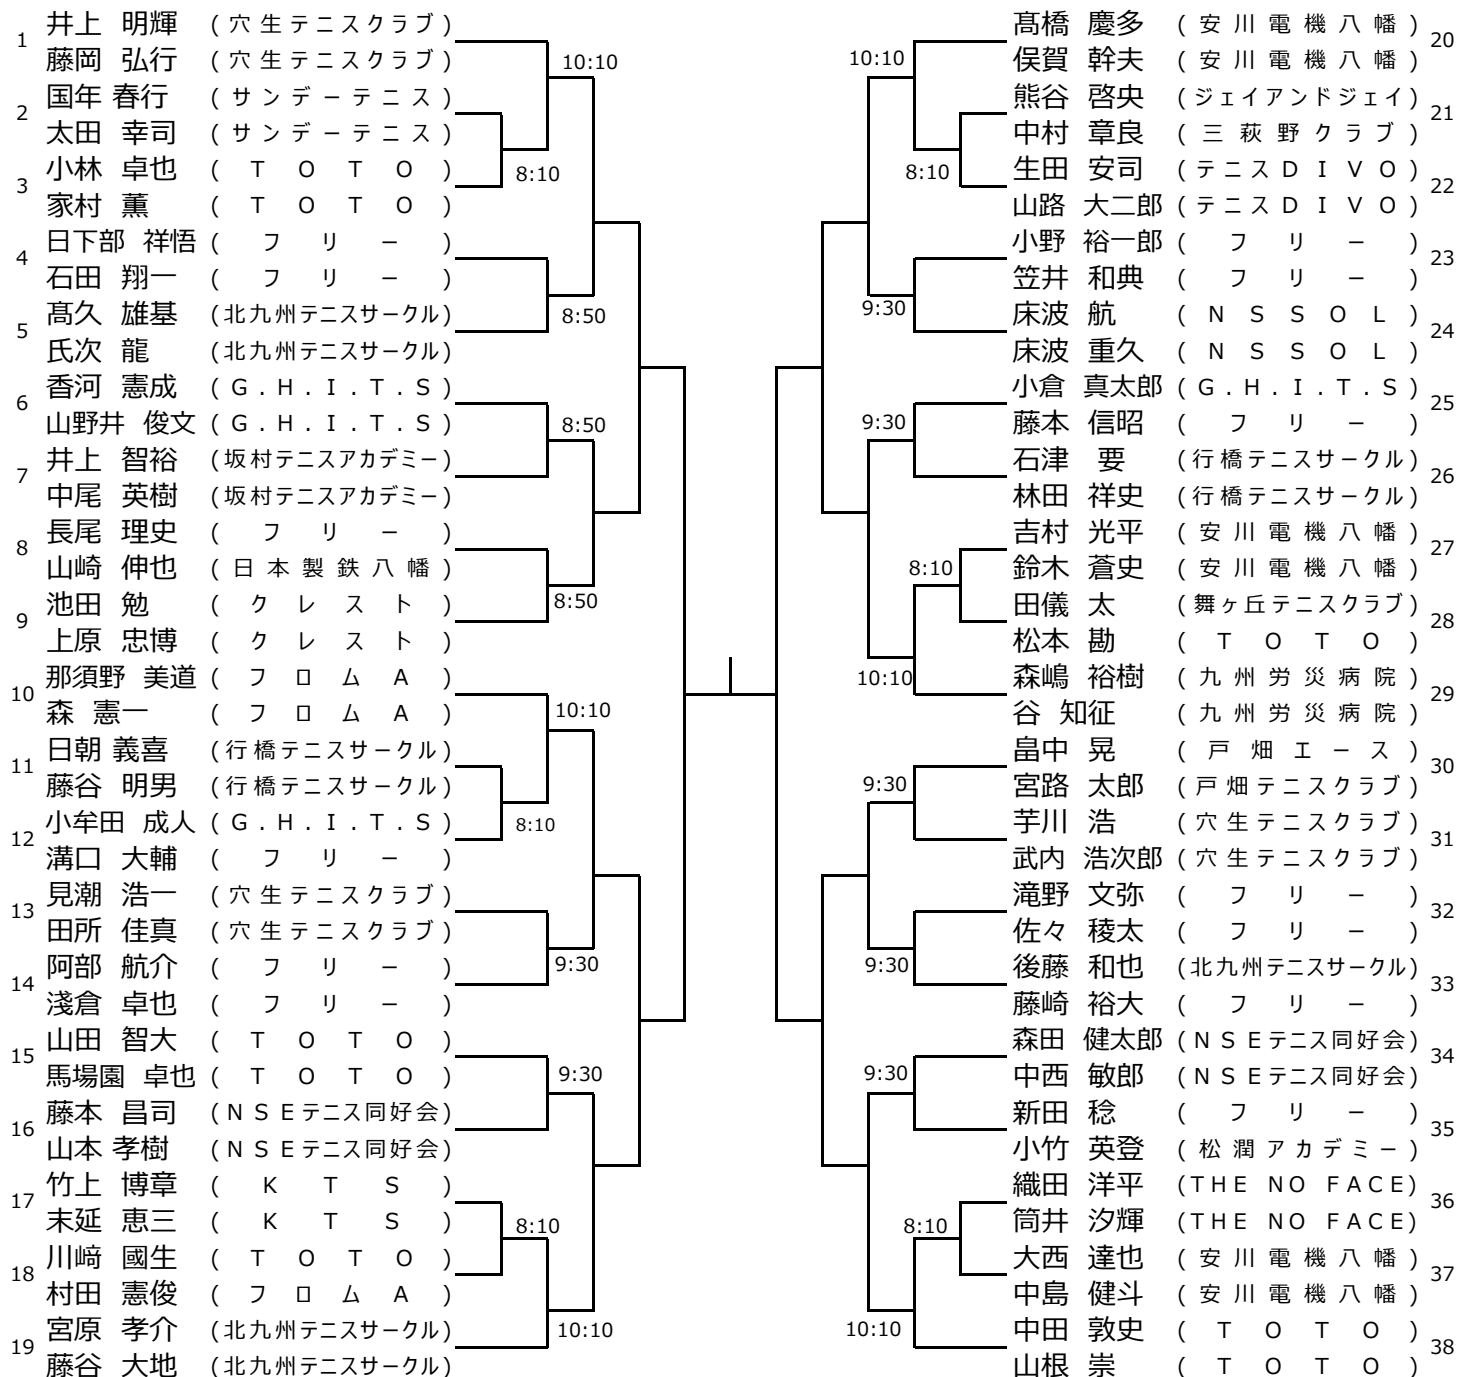 1 井上 明輝 (穴生テニスクラブ)
藤岡 弘行 (穴生テニスクラブ)
10:10
2 国年 春行 (サンデーテニス)
太田 幸司 (サンデーテニス)
3 小林 卓也 (TOTO)
8:10
家村 薫 (TOTO)
4 日下部 祥悟 (フリー)
石田 翔一 (フリー)
5 髙久 雄基 (北九州テニスサークル)
8:50
氏次 龍 (北九州テニスサークル)
6 香河 憲成 (G.H.I.T.S)
山野井 俊文 (G.H.I.T.S)
8:50
7 井上 智裕 (坂村テニスアカデミー)
中尾 英樹 (坂村テニスアカデミー)
8 長尾 理史 (フリー)
山崎 伸也 (日本製鉄八幡)
9 池田 勉 (クレスト)
8:50
上原 忠博 (クレスト)
10 那須野 美道 (フロムA)
森 憲一 (フロムA)
10:10
11 日朝 義喜 (行橋テニスサークル)
藤谷 明男 (行橋テニスサークル)
12 小牟田 成人 (G.H.I.T.S)
8:10
溝口 大輔 (フリー)
13 見潮 浩一 (穴生テニスクラブ)
田所 佳真 (穴生テニスクラブ)
14 阿部 航介 (フリー)
9:30
淺倉 卓也 (フリー)
15 山田 智大 (TOTO)
馬場園 卓也 (TOTO)
9:30
16 藤本 昌司 (NSEテニス同好会)
山本 孝樹 (NSEテニス同好会)
17 竹上 博章 (KTS)
末延 恵三 (KTS)
8:10
18 川﨑 國生 (TOTO)
村田 憲俊 (フロムA)
19 宮原 孝介 (北九州テニスサークル)
10:10
藤谷 大地 (北九州テニスサークル)
髙橋 慶多 (安川電機八幡) 20
10:10
俣賀 幹夫 (安川電機八幡)
熊谷 啓央 (ジェイアンドジェイ) 21
中村 章良 (三萩野クラブ)
8:10
生田 安司 (テニスDIVO) 22
山路 大二郎 (テニスDIVO)
小野 裕一郎 (フリー) 23
笠井 和典 (フリー)
9:30
床波 航 (NSSOL) 24
床波 重久 (NSSOL)
小倉 真太郎 (G.H.I.T.S) 25
9:30
藤本 信昭 (フリー)
石津 要 (行橋テニスサークル) 26
林田 祥史 (行橋テニスサークル)
吉村 光平 (安川電機八幡) 27
8:10
鈴木 蒼史 (安川電機八幡)
田儀 太 (舞ヶ丘テニスクラブ) 28
松本 勘 (TOTO)
10:10
森嶋 裕樹 (九州労災病院) 29
谷 知征 (九州労災病院)
畠中 晃 (戸畑エース) 30
9:30
宮路 太郎 (戸畑テニスクラブ)
芋川 浩 (穴生テニスクラブ) 31
武内 浩次郎 (穴生テニスクラブ)
滝野 文弥 (フリー) 32
佐々 稜太 (フリー)
9:30
後藤 和也 (北九州テニスサークル) 33
藤崎 裕大 (フリー)
森田 健太郎 (NSEテニス同好会) 34
9:30
中西 敏郎 (NSEテニス同好会)
新田 稔 (フリー) 35
小竹 英登 (松潤アカデミー)
織田 洋平 (THE NO FACE) 36
8:10
筒井 汐輝 (THE NO FACE)
大西 達也 (安川電機八幡) 37
中島 健斗 (安川電機八幡)
10:10
中田 敦史 (TOTO) 38
山根 崇 (TOTO)